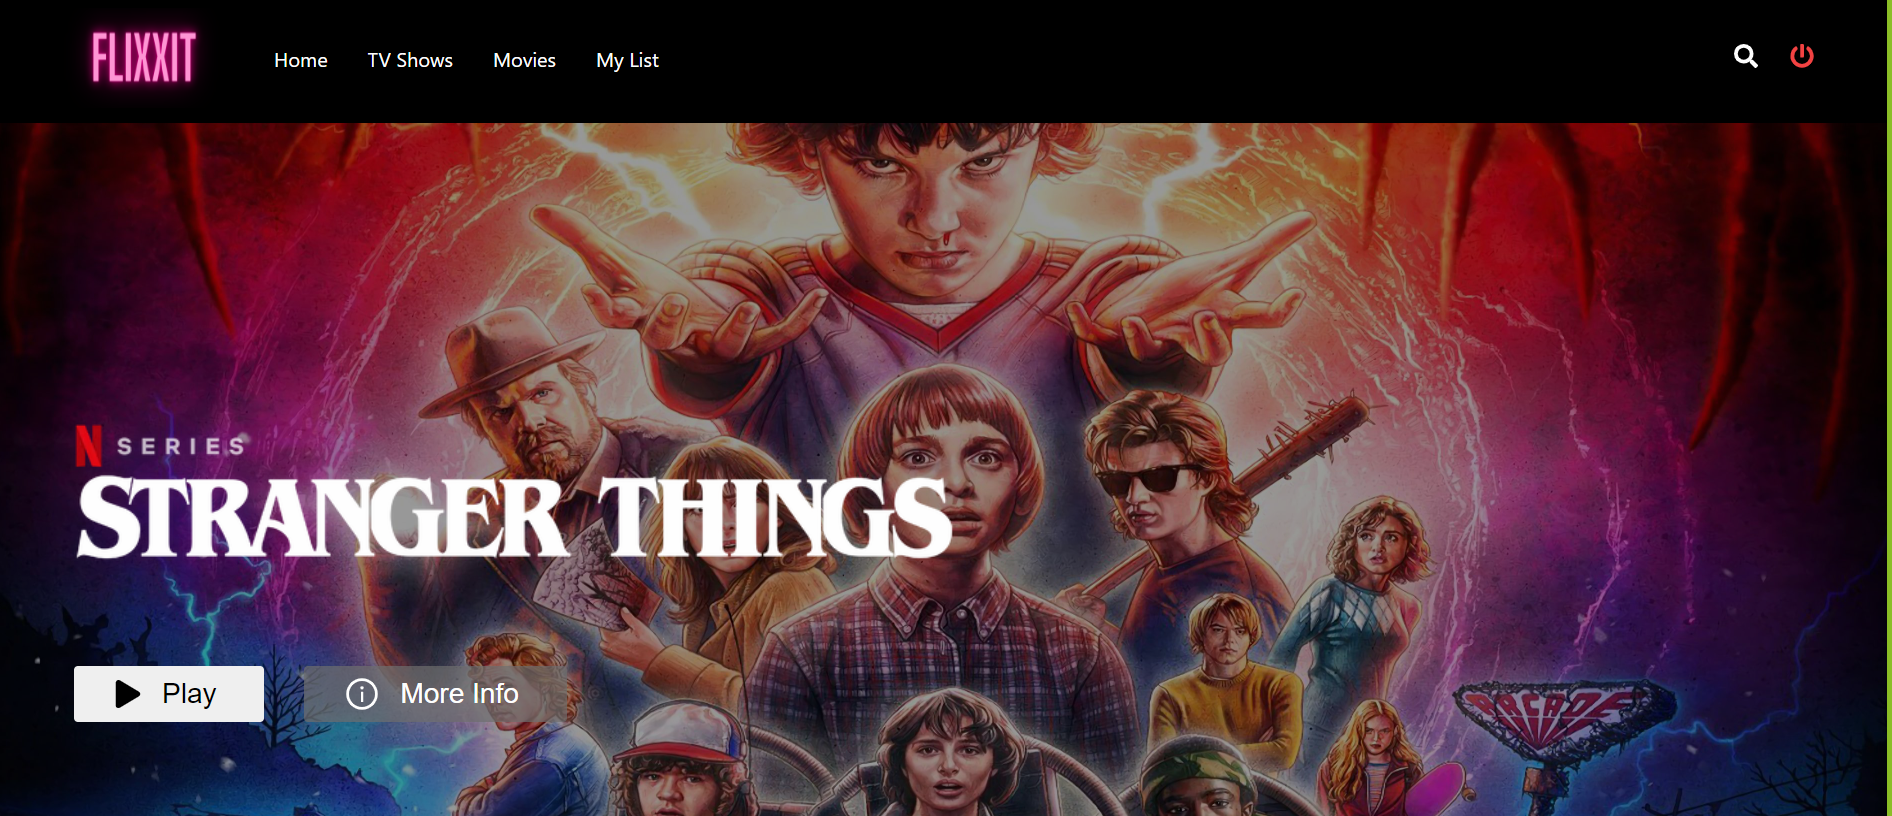 FLIXXIT
Home
TV Shows
Movies
My List
N SERIES
STRANGER THINGS
Play
More Info
ARCADE